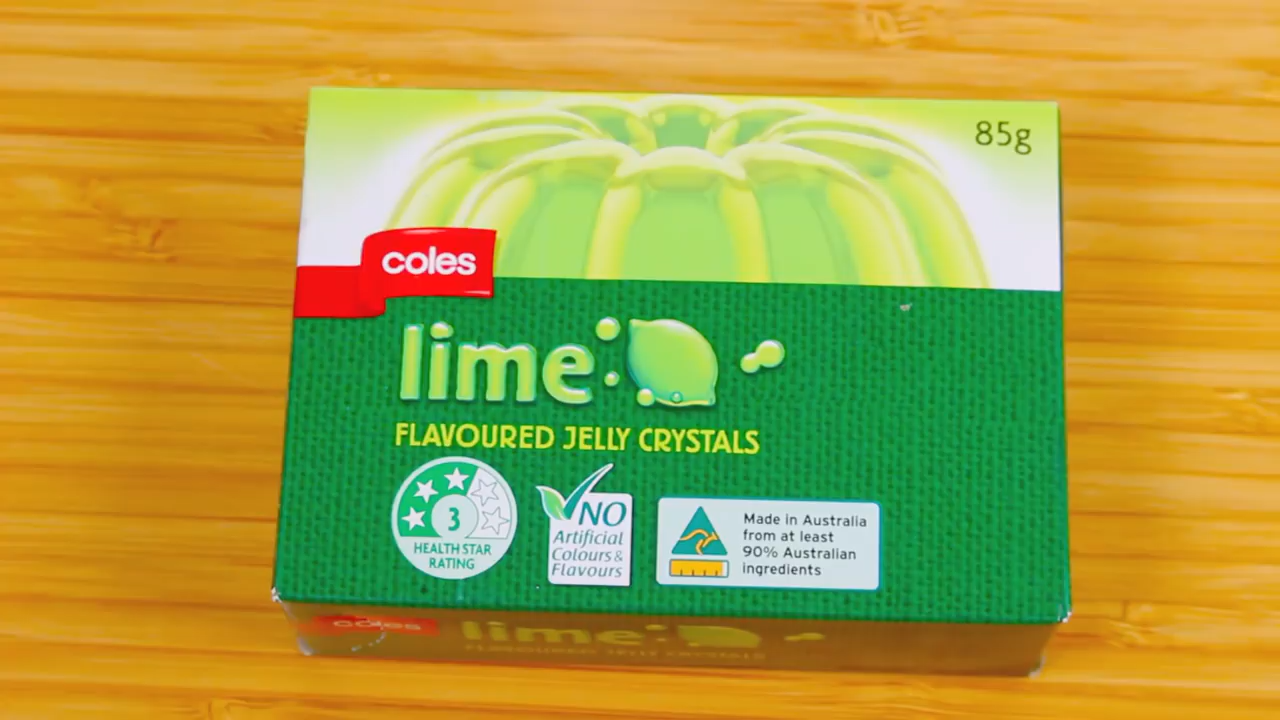 85g
coles
lime
FLAVOURED JELLY CRYSTALS
3
HEALTH STAR
RATING
NO
Artificial
Colours &
Flavours
Made in Australia
from at least
90% Australian
ingredients
coles
lime
FLAVOURED JELLY CRYSTALS